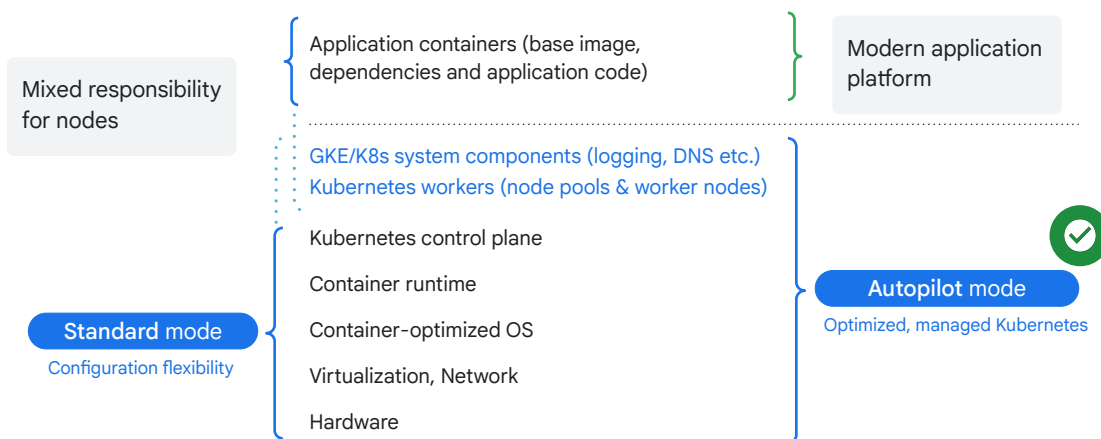 Application containers (base image,
dependencies and application code)
Modern application
platform
Mixed responsibility
for nodes
GKE/K8s system components (logging, DNS etc.)
Kubernetes workers (node pools & worker nodes)
Kubernetes control plane
Container runtime
Autopilot mode
Optimized, managed Kubernetes
Standard mode
Configuration flexibility
Container-optimized OS
Virtualization, Network
Hardware